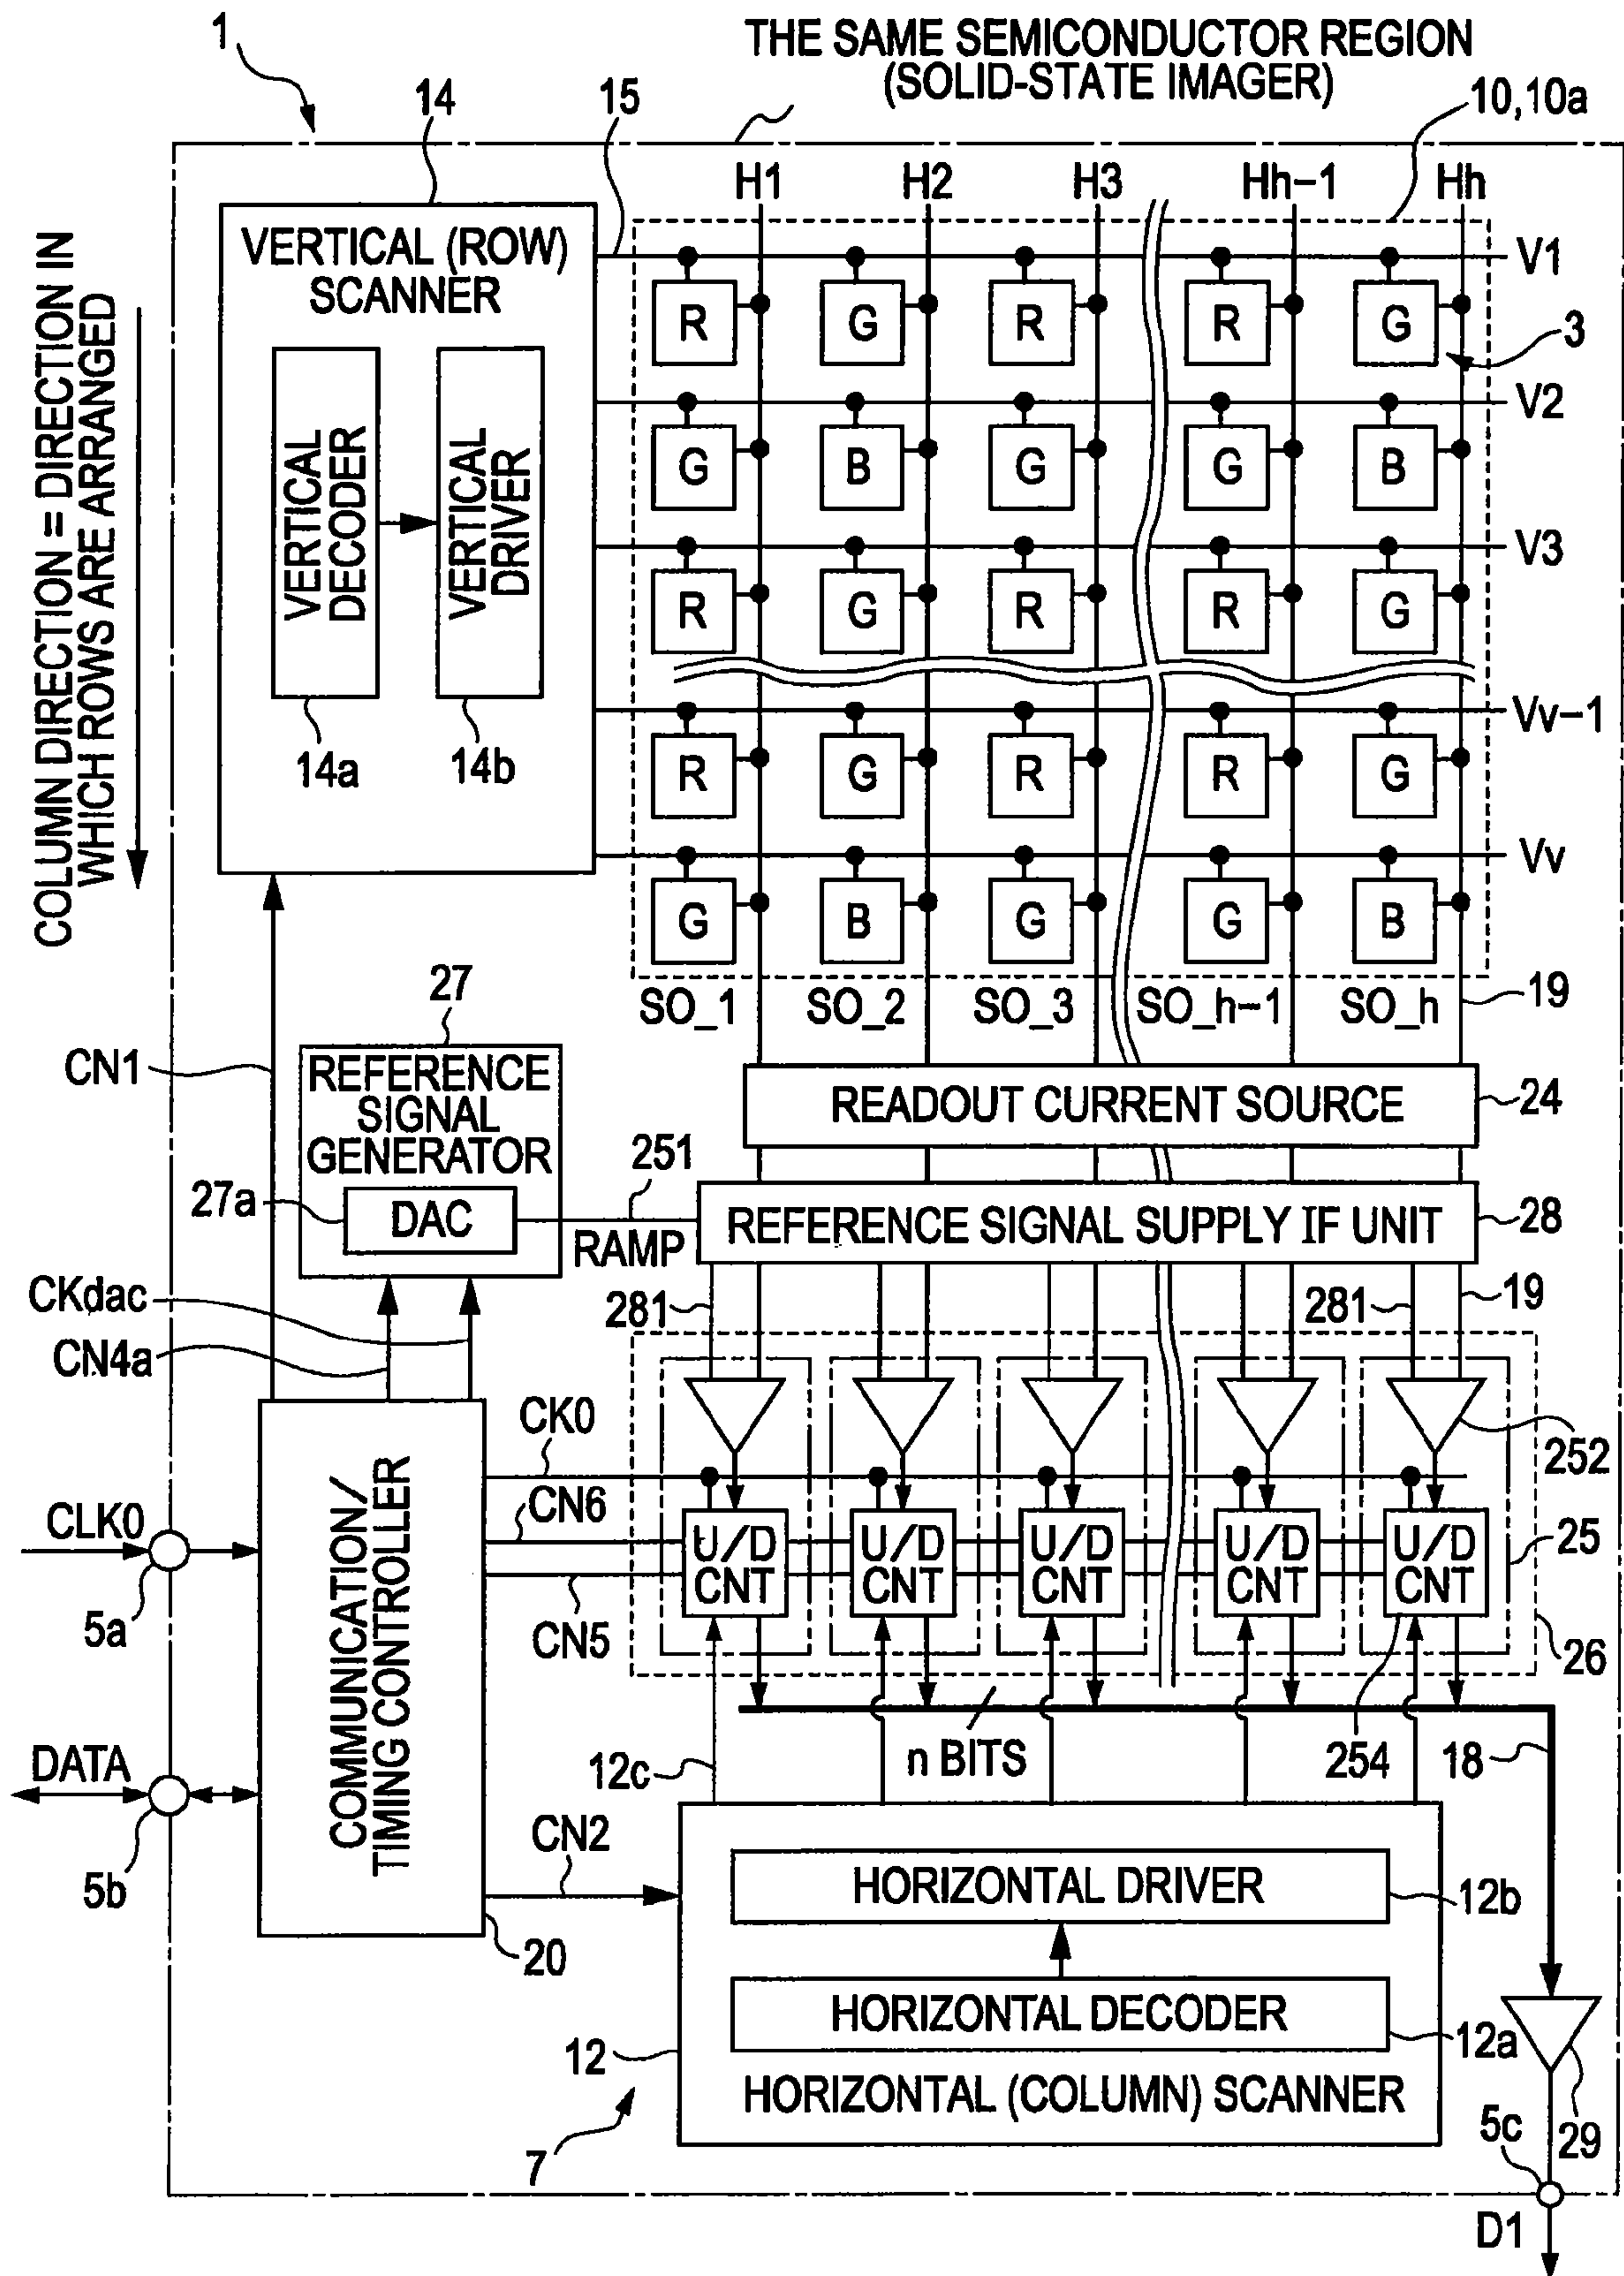 THE SAME SEMICONDUCTOR REGION
(SOLID-STATE IMAGER)
1
14
15
10,10a
H1 H2 H3 Hh-1 Hh
COLUMN DIRECTION = DIRECTION IN
WHICH ROWS ARE ARRANGED
VERTICAL (ROW)
SCANNER
VERTICAL
DECODER
VERTICAL
DRIVER
14a
14b
V1
R G R R G
3
V2
G B G G B
V3
R G R R G
Vv-1
R G R R G
Vv
G B G G B
SO_1 SO_2 SO_3 SO_h-1 SO_h
19
CN1
27
REFERENCE
SIGNAL
GENERATOR
27a
DAC
251
RAMP
READOUT CURRENT SOURCE
24
REFERENCE SIGNAL SUPPLY IF UNIT
28
CKdac
CN4a
281
281
19
CK0
252
CN6
CN5
U/D
CNT
U/D
CNT
U/D
CNT
U/D
CNT
U/D
CNT
25
26
CLK0
5a
COMMUNICATION/
TIMING CONTROLLER
DATA
5b
20
12c
n BITS
254
18
CN2
HORIZONTAL DRIVER
12b
HORIZONTAL DECODER
12a
12
HORIZONTAL (COLUMN) SCANNER
7
29
5c
D1